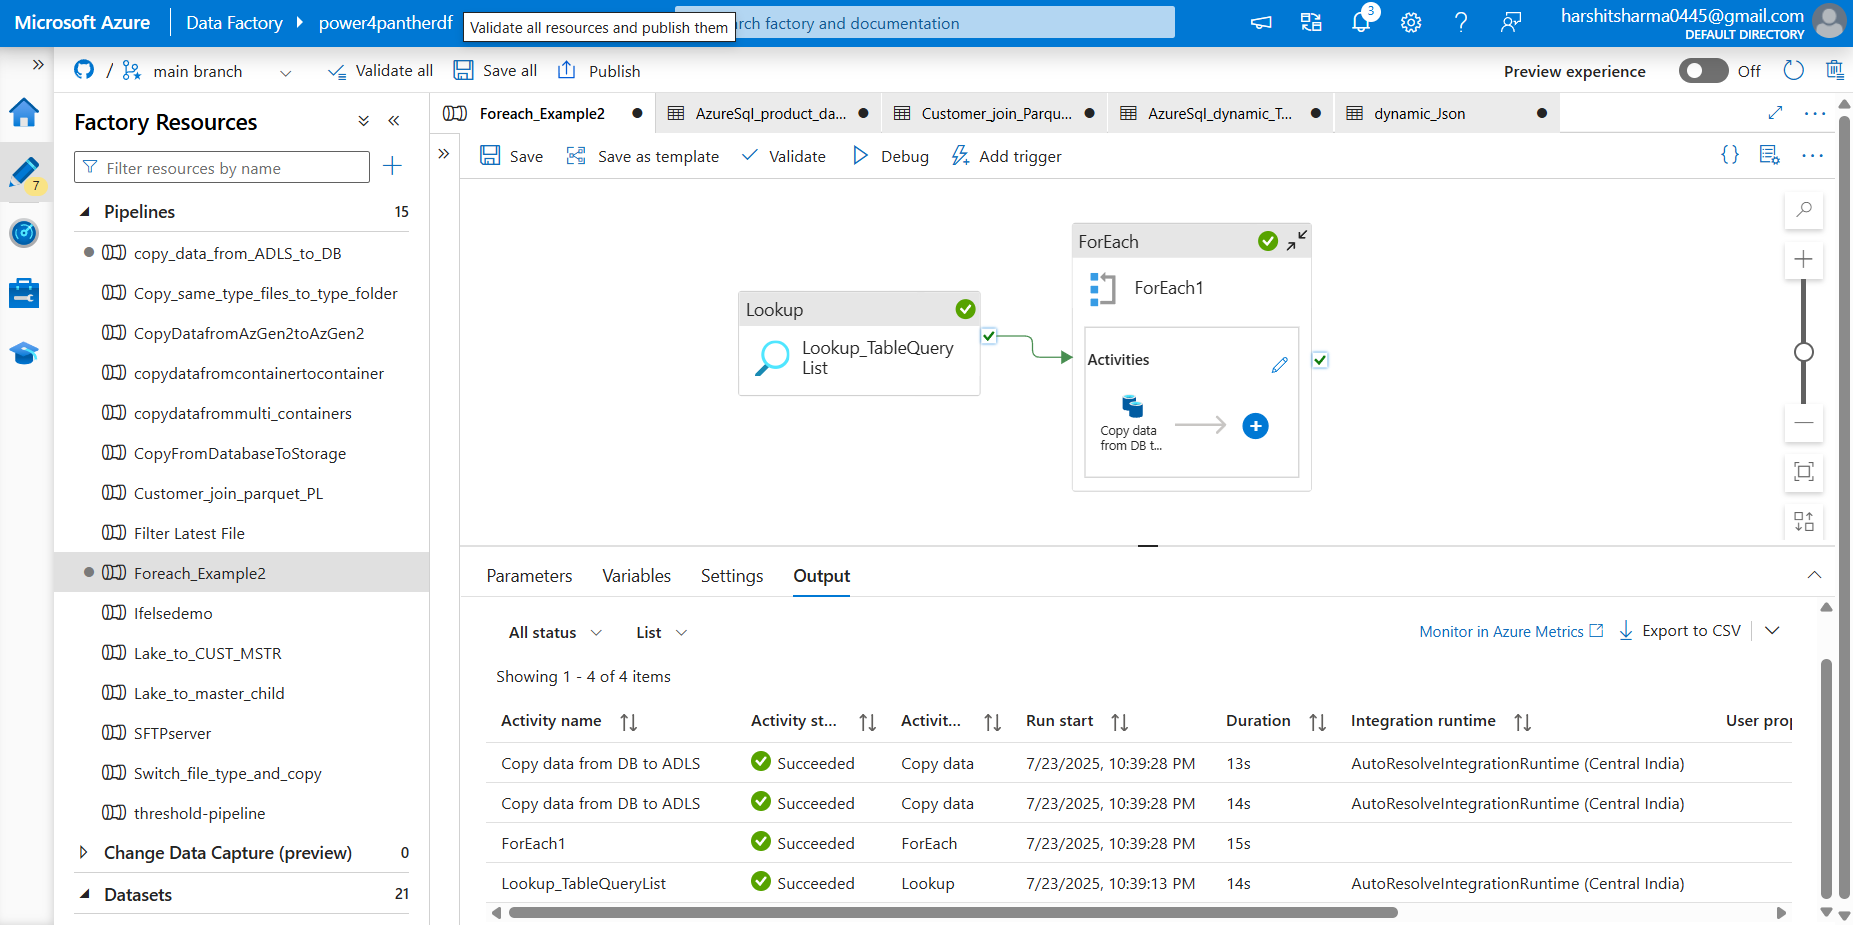 Microsoft Azure
Data Factory
power4pantherdf
Validate all resources and publish them
rch factory and documentation
3
harshitsharma0445@gmail.com
DEFAULT DIRECTORY
/
main branch
Validate all
Save all
Publish
Preview experience
Off
Factory Resources
Filter resources by name
7
Pipelines
15
copy_data_from_ADLS_to_DB
Copy_same_type_files_to_type_folder
CopyDatafromAzGen2toAzGen2
copydatafromcontainertocontainer
copydatafrommulti_containers
CopyFromDatabaseToStorage
Customer_join_parquet_PL
Filter Latest File
Foreach_Example2
Ifelsedemo
Lake_to_CUST_MSTR
Lake_to_master_child
SFTPserver
Switch_file_type_and_copy
threshold-pipeline
Change Data Capture (preview)
0
Datasets
21
Foreach_Example2
AzureSql_product_da...
Customer_join_Parqu...
AzureSql_dynamic_T...
dynamic_Json
Save
Save as template
Validate
Debug
Add trigger
{}
Lookup
Lookup_TableQuery
List
ForEach
ForEach1
Activities
Copy data
from DB t...
Parameters
Variables
Settings
Output
All status
List
Monitor in Azure Metrics
Export to CSV
Showing 1 - 4 of 4 items
Activity name
Activity st...
Activit...
Run start
Duration
Integration runtime
User prop
Copy data from DB to ADLS
Succeeded
Copy data
7/23/2025, 10:39:28 PM
13s
AutoResolveIntegrationRuntime (Central India)
Copy data from DB to ADLS
Succeeded
Copy data
7/23/2025, 10:39:28 PM
14s
AutoResolveIntegrationRuntime (Central India)
ForEach1
Succeeded
ForEach
7/23/2025, 10:39:28 PM
15s
Lookup_TableQueryList
Succeeded
Lookup
7/23/2025, 10:39:13 PM
14s
AutoResolveIntegrationRuntime (Central India)